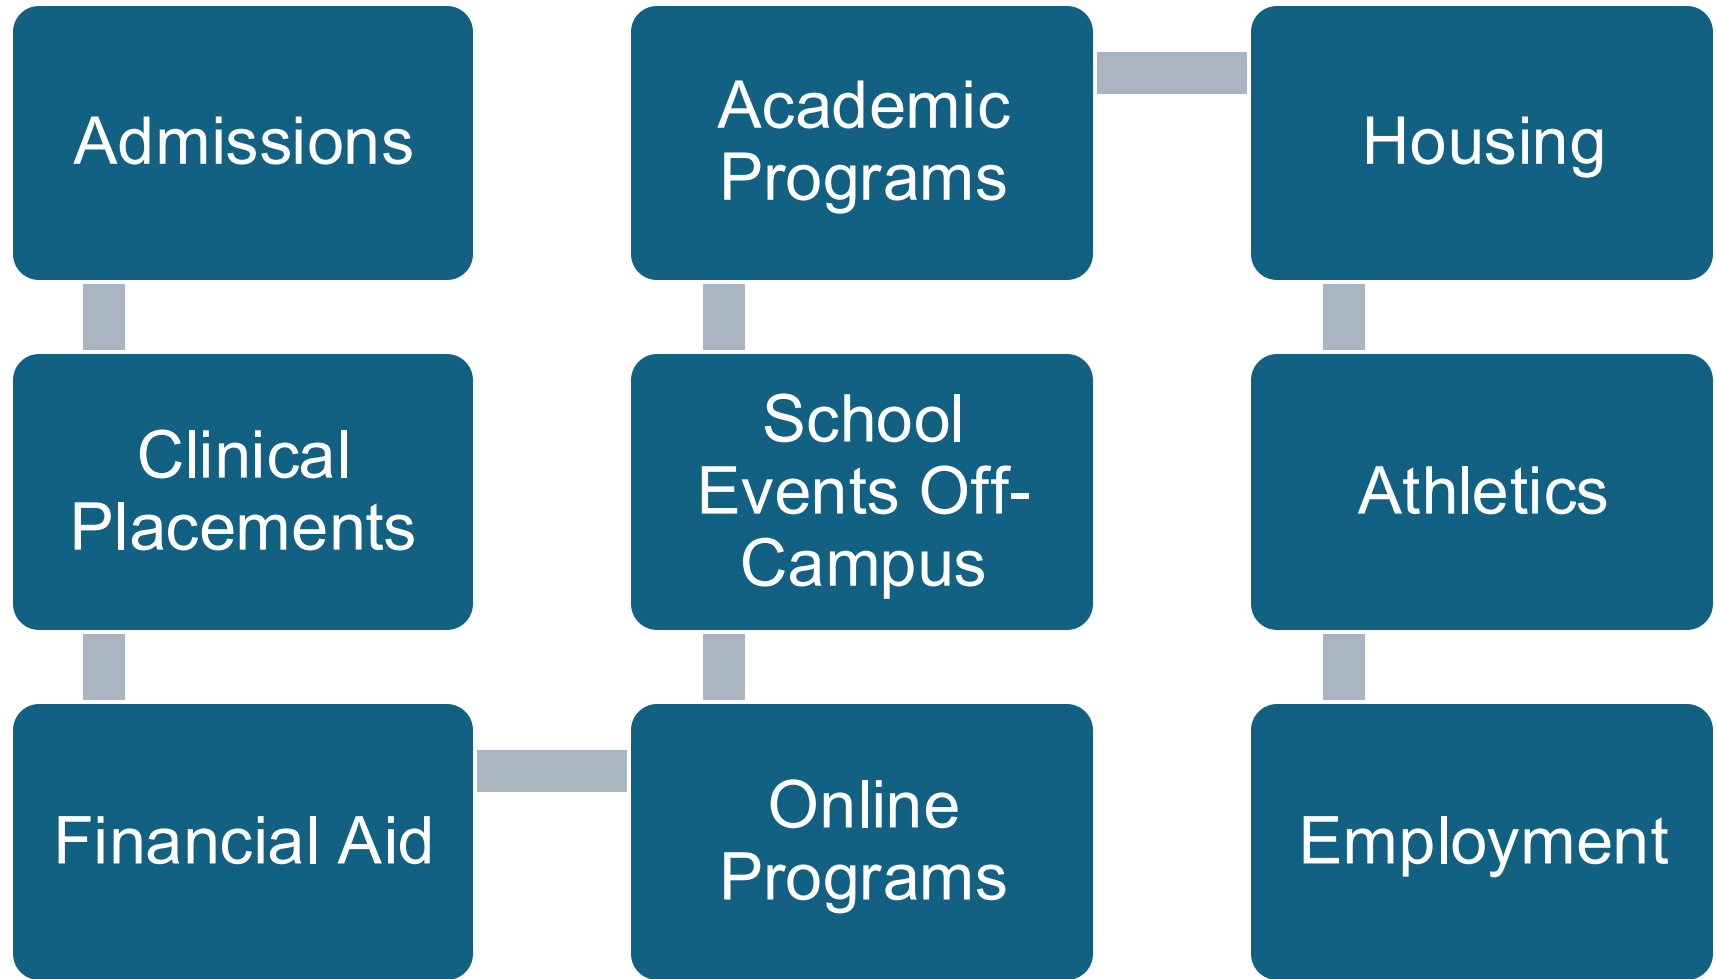 Admissions
Clinical
Placements
Financial Aid
Online
Programs
School
Events Off-
Campus
Academic
Programs
Housing
Athletics
Employment